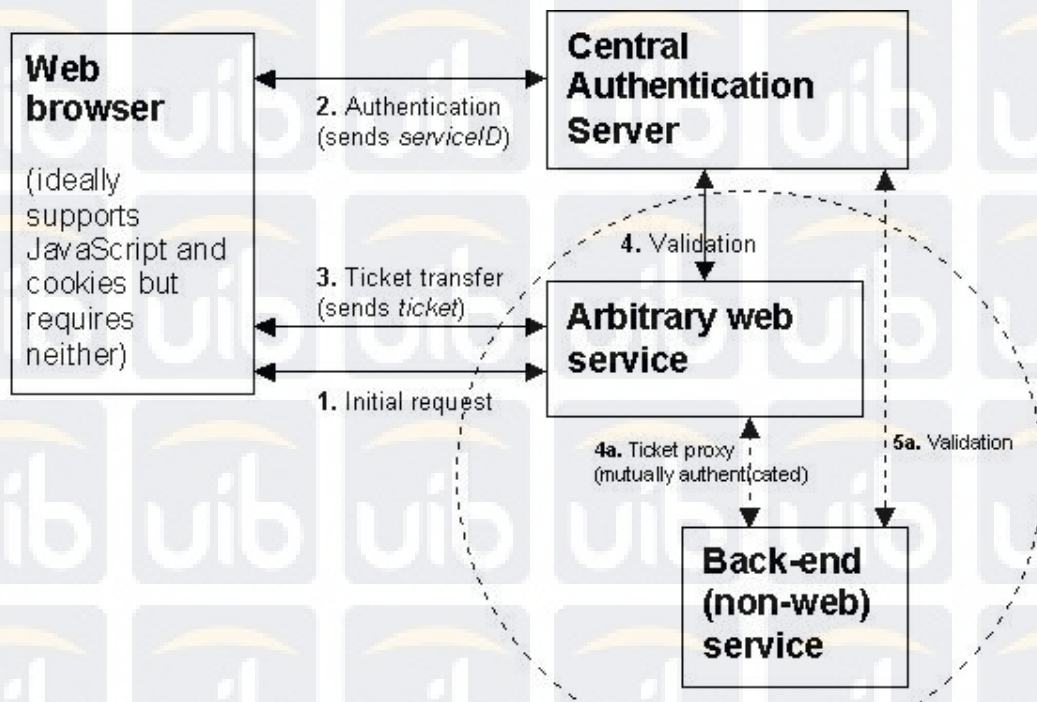 Web
browser
(ideally
supports
JavaScript and
cookies but
requires
neither)
2. Authentication
(sends serviceID)
Central
Authentication
Server
4. Validation
3. Ticket transfer
(sends ticket)
1. Initial request
Arbitrary web
service
4a. Ticket proxy
(mutually authenticated)
5a. Validation
Back-end
(non-web)
service
uib